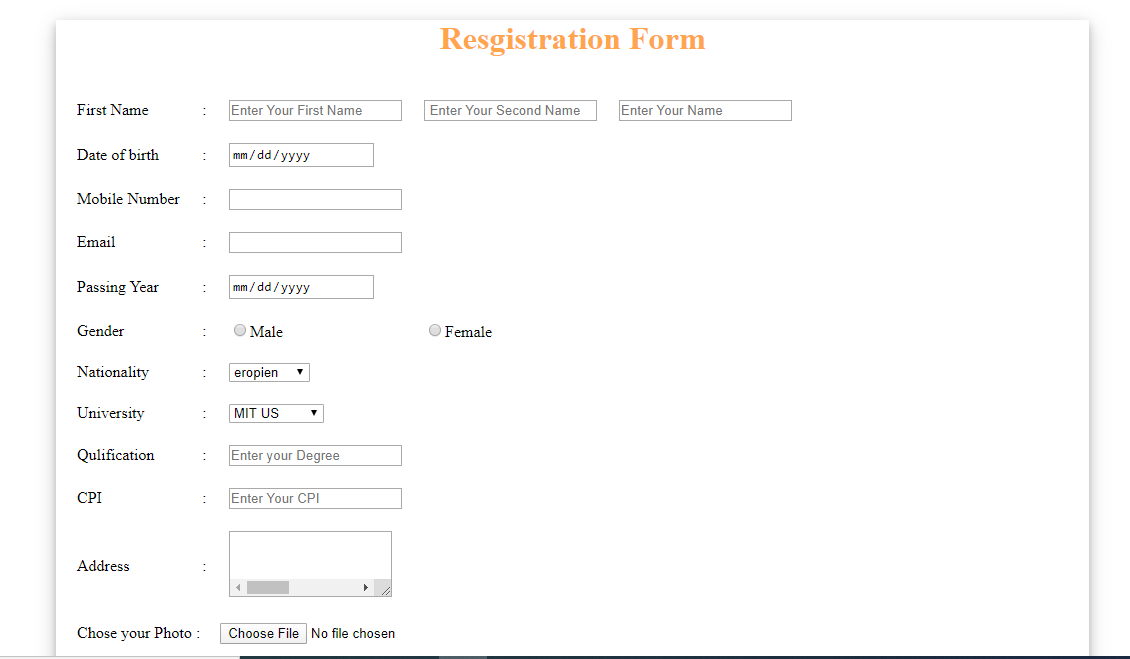 Resgistration Form
First Name : Enter Your First Name Enter Your Second Name Enter Your Name
Date of birth : mm/dd/yyyy
Mobile Number :
Email :
Passing Year : mm/dd/yyyy
Gender : Male Female
Nationality : eropien
University : MIT US
Qulification : Enter your Degree
CPI : Enter Your CPI
Address :
Chose your Photo : Choose File No file chosen